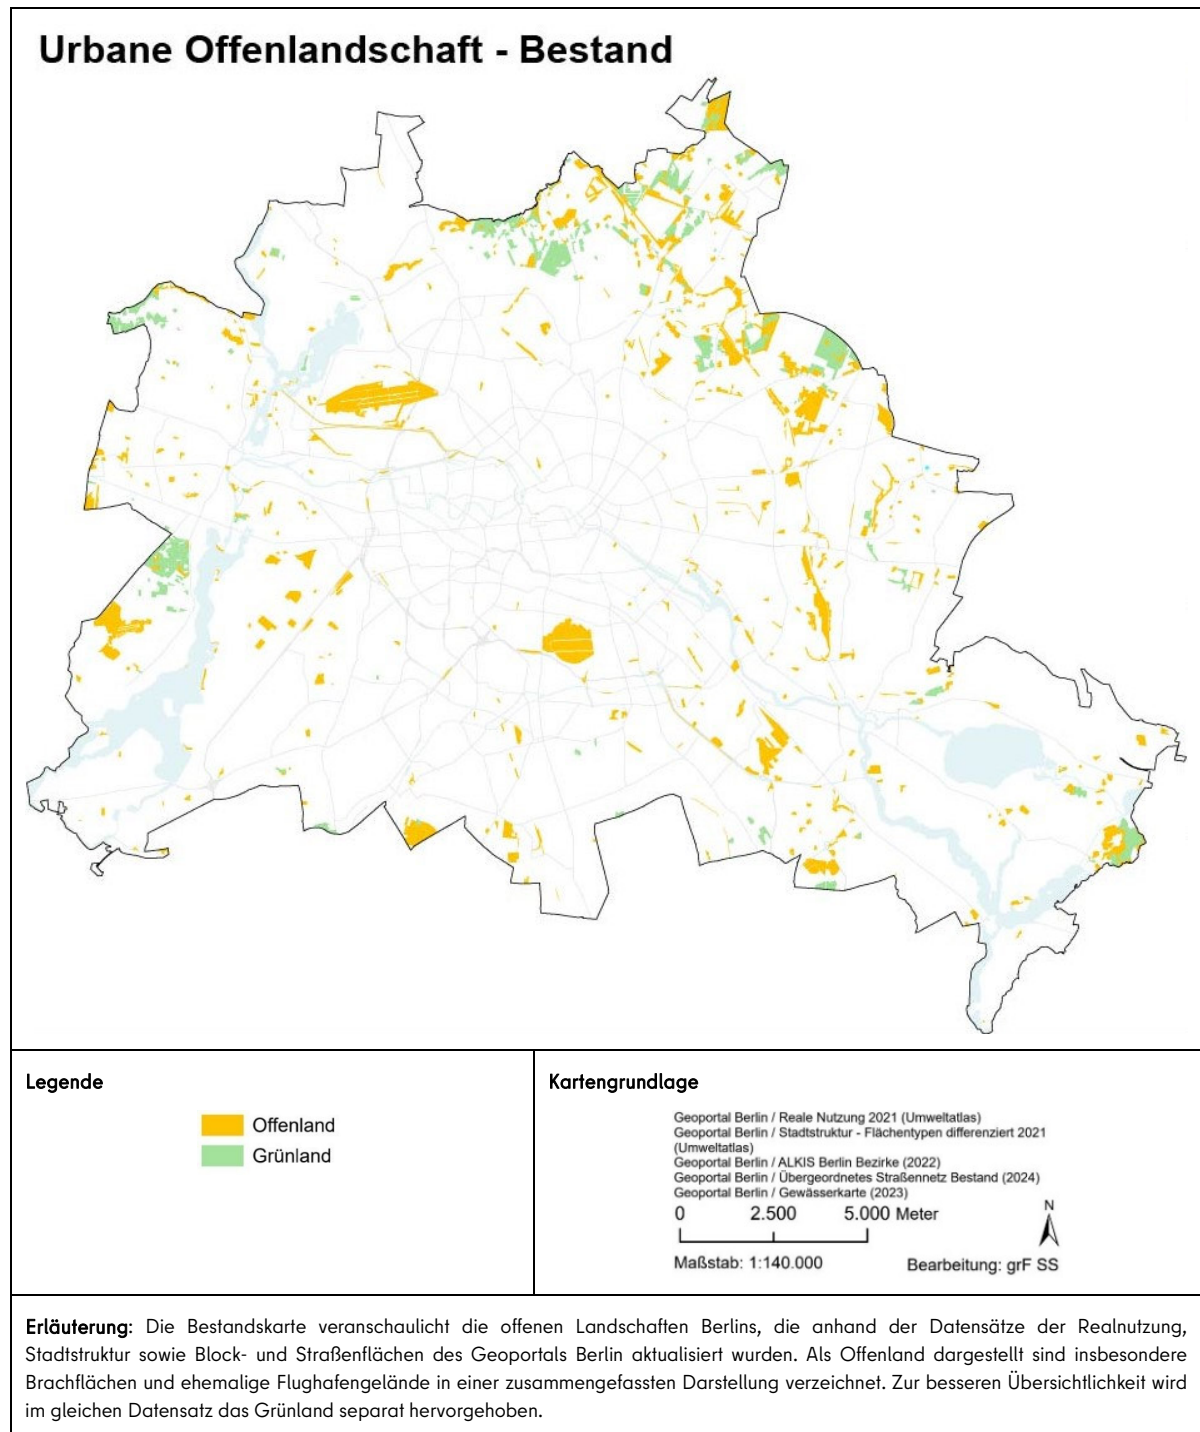 Urbane Offenlandschaft - Bestand
Legende
Offenland
Grünland
Kartengrundlage
Geoportal Berlin / Reale Nutzung 2021 (Umweltatlas)
Geoportal Berlin / Stadtstruktur - Flächentypen differenziert 2021
(Umweltatlas)
Geoportal Berlin / ALKIS Berlin Bezirke (2022)
Geoportal Berlin / Übergeordnetes Straßennetz Bestand (2024)
Geoportal Berlin / Gewässerkarte (2023)
0 2.500 5.000 Meter
N
Maßstab: 1:140.000 Bearbeitung: grF SS
Erläuterung: Die Bestandskarte veranschaulicht die offenen Landschaften Berlins, die anhand der Datensätze der Realnutzung,
Stadtstruktur sowie Block- und Straßenflächen des Geoportals Berlin aktualisiert wurden. Als Offenland dargestellt sind insbesondere
Brachflächen und ehemalige Flughafengelände in einer zusammengefassten Darstellung verzeichnet. Zur besseren Übersichtlichkeit wird
im gleichen Datensatz das Grünland separat hervorgehoben.